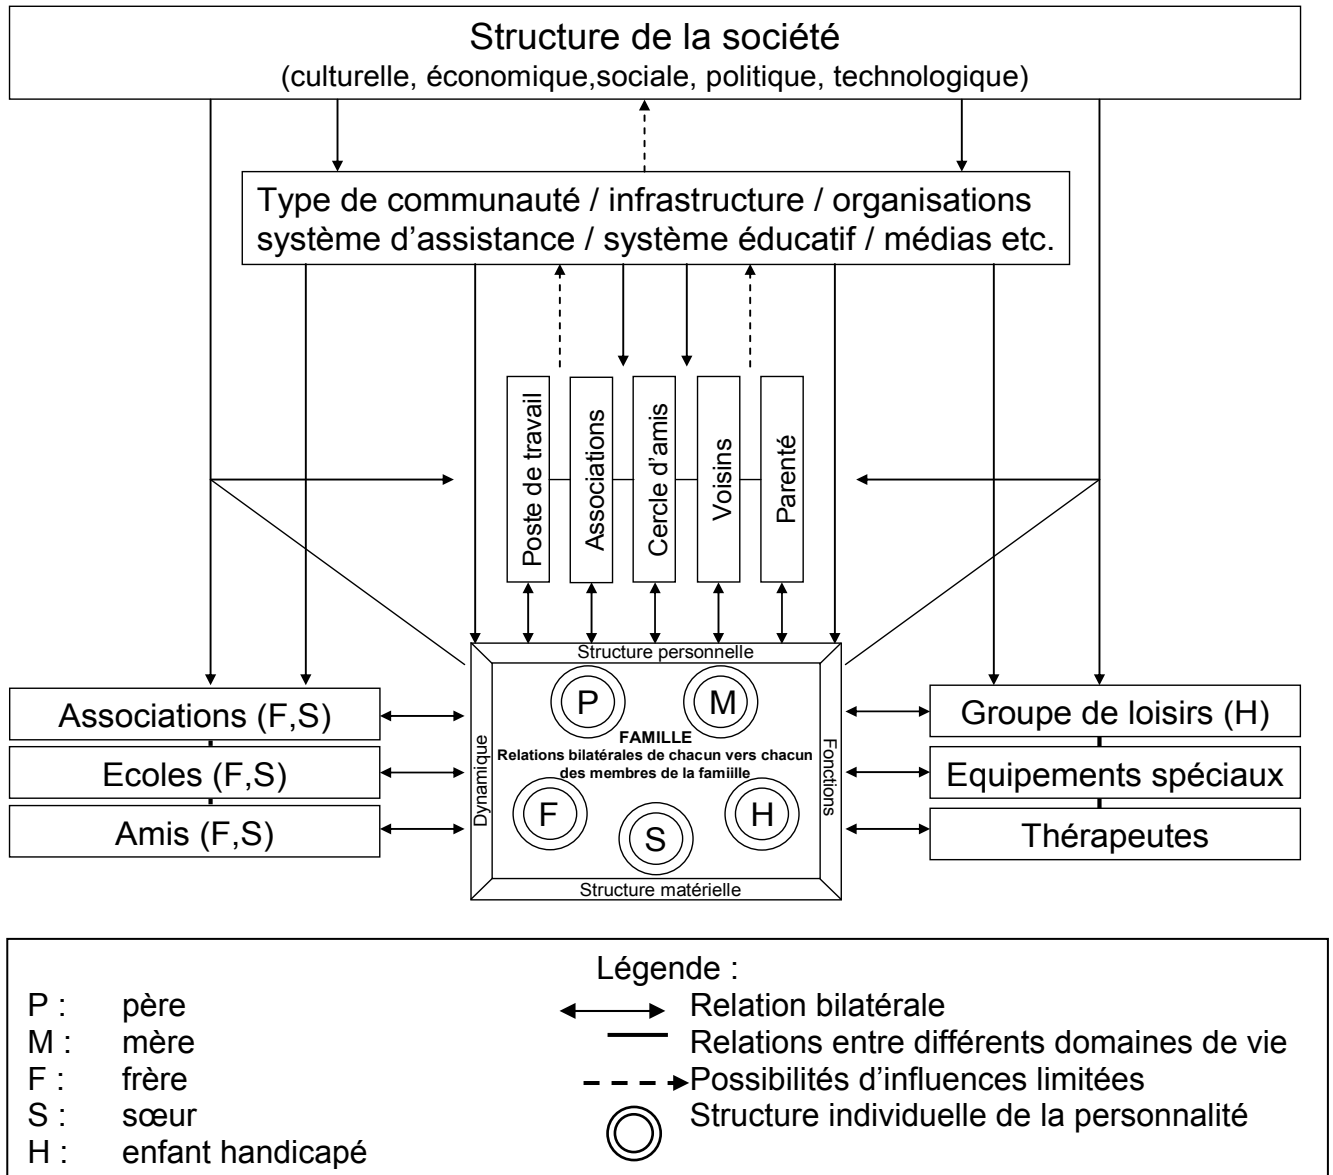 Structure de la société
(culturelle, économique,sociale, politique, technologique)
Type de communauté / infrastructure / organisations
système d’assistance / système éducatif / médias etc.
Poste de travail
Associations
Cercle d’amis
Voisins
Parenté
Associations (F,S)
Ecoles (F,S)
Amis (F,S)
Structure personnelle
Dynamique
P
M
FAMILLE
Relations bilatérales de chacun vers chacun
des membres de la famiille
F
S
H
Fonctions
Structure matérielle
Groupe de loisirs (H)
Equipements spéciaux
Thérapeutes
Légende :
P : père
M : mère
F : frère
S : sœur
H : enfant handicapé
Relation bilatérale
Relations entre différents domaines de vie
Possibilités d’influences limitées
Structure individuelle de la personnalité